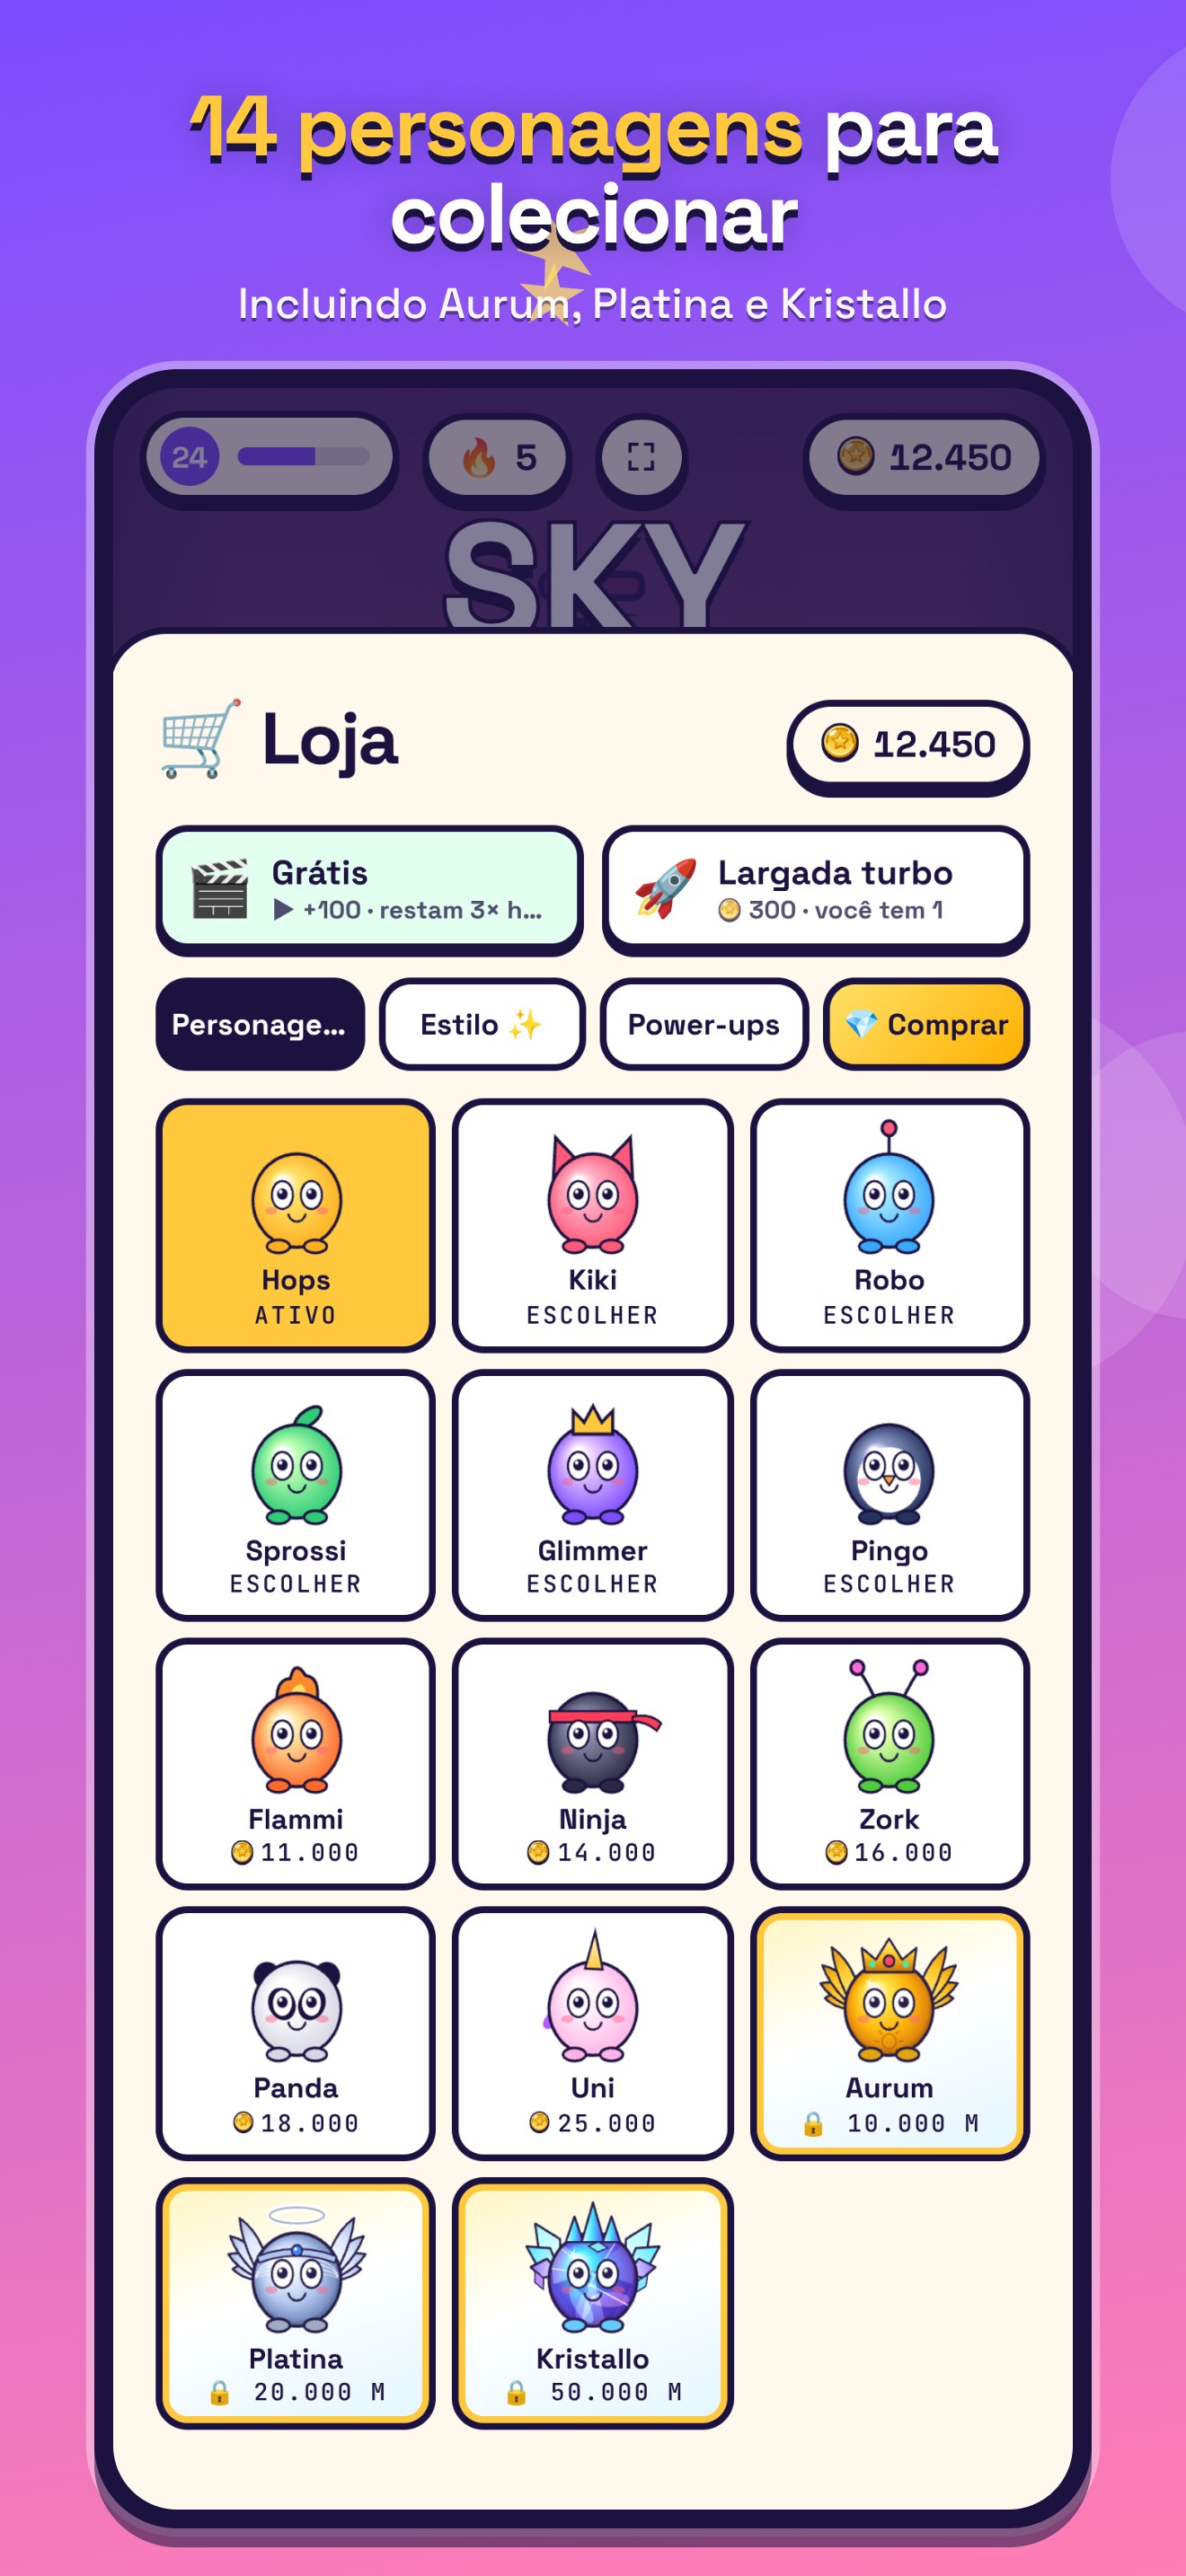 14 personagens para
colecionar
Incluindo Aurum, Platina e Kristallo
24
5
12.450
SKY
Loja
12.450
Grátis
+100 · restam 3× h...
Largada turbo
300 · você tem 1
Personage...
Estilo
Power-ups
Comprar
Hops
ATIVO
Kiki
ESCOLHER
Robo
ESCOLHER
Sprossi
ESCOLHER
Glimmer
ESCOLHER
Pingo
ESCOLHER
Flammi
11.000
Ninja
14.000
Zork
16.000
Panda
18.000
Uni
25.000
Aurum
10.000 M
Platina
20.000 M
Kristallo
50.000 M